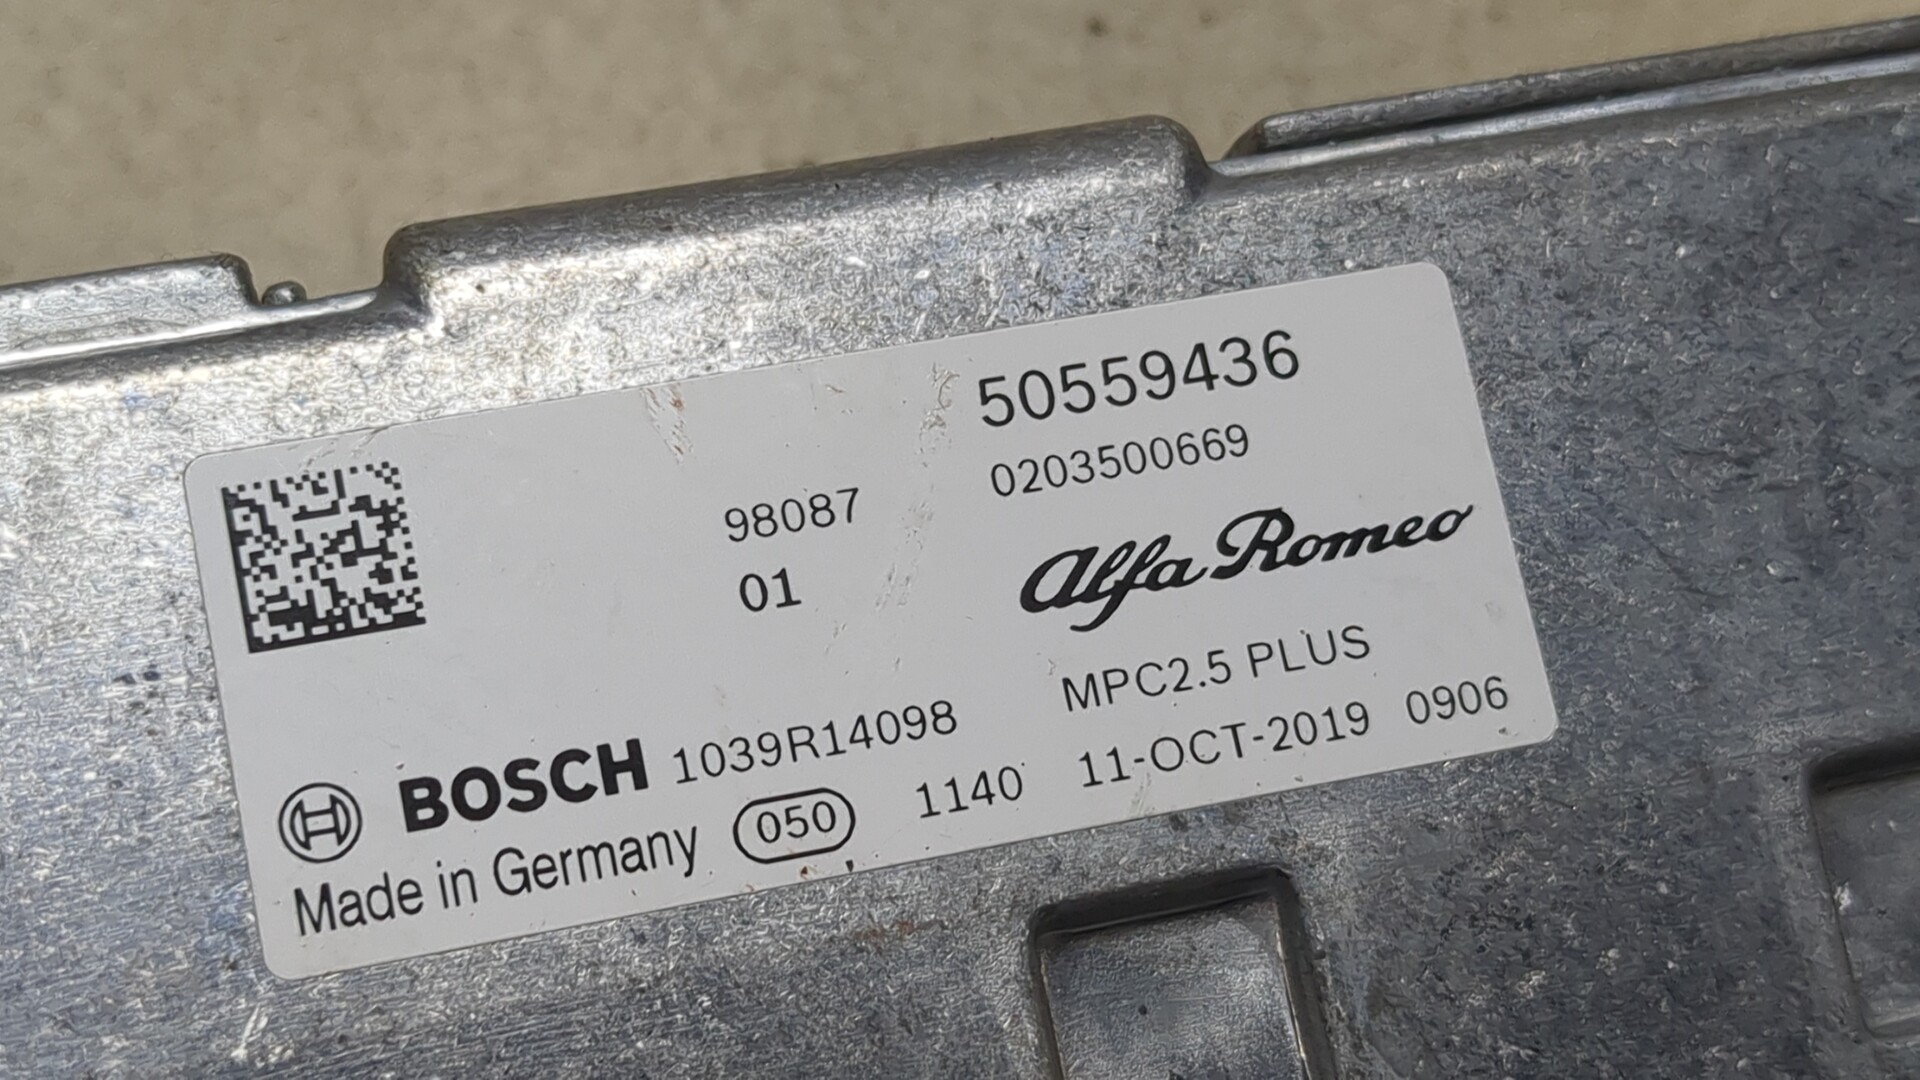 50559436
0203500669
98087
01
Alfa Romeo
MPC2.5 PLUS
BOSCH 1039R14098
Made in Germany 050 1140 11-OCT-2019 0906